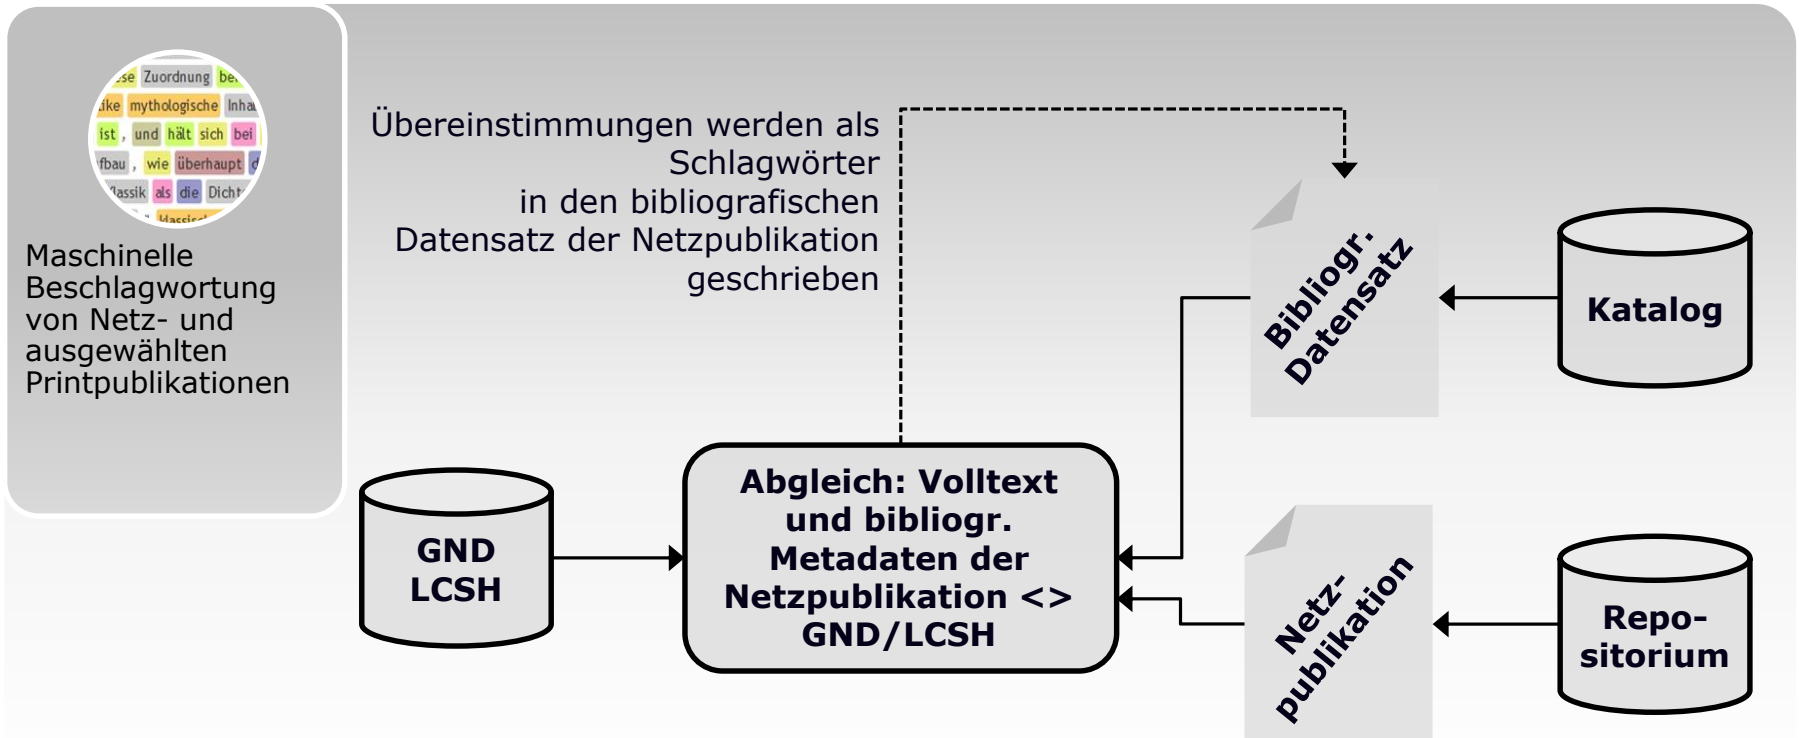 Zuordnung
mythologische
ist , und hält sich bei
, wie überhaupt
als die
Maschinelle
Beschlagwortung
von Netz- und
ausgewählten
Printpublikationen
Übereinstimmungen werden als
Schlagwörter
in den bibliografischen
Datensatz der Netzpublikation
geschrieben
Bibliogr.
Datensatz
Katalog
GND
LCSH
Abgleich: Volltext
und bibliogr.
Metadaten der
Netzpublikation <>
GND/LCSH
Netz-
publikation
Repo-
sitorium